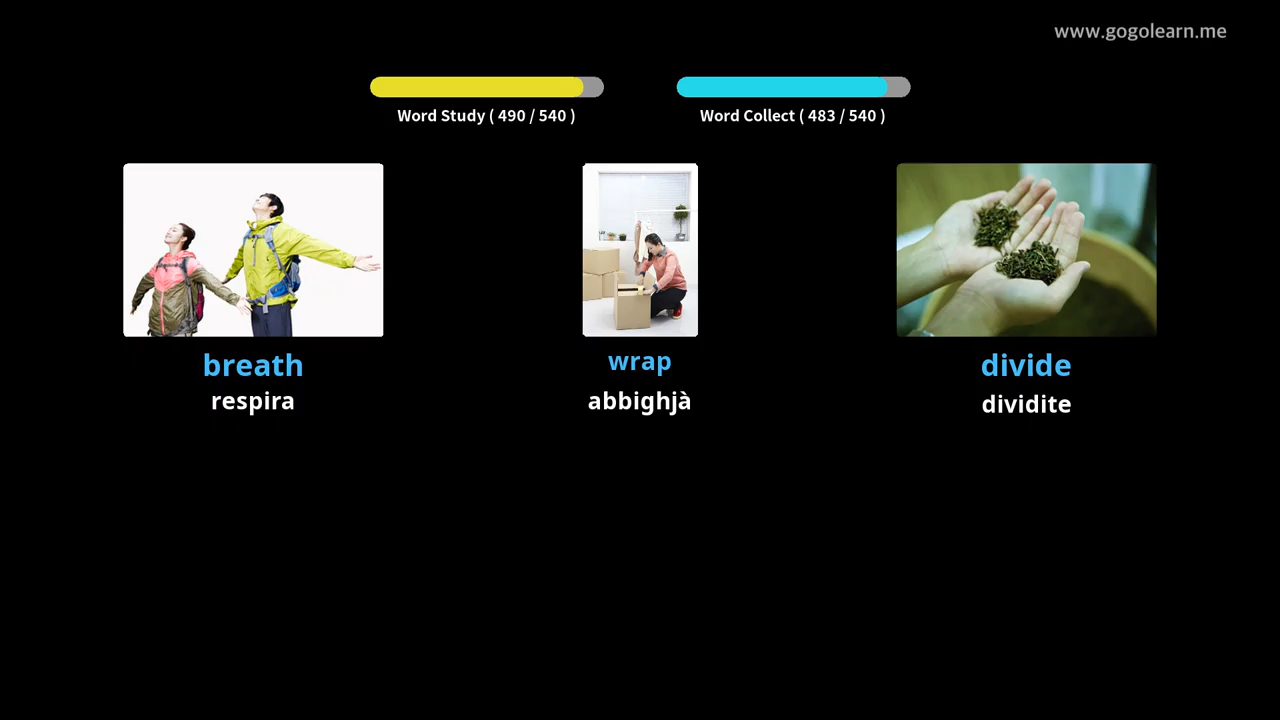 www.gogolearn.me
Word Study ( 490 / 540 )
Word Collect ( 483 / 540 )
breath
respira
wrap
abbighjà
divide
dividite